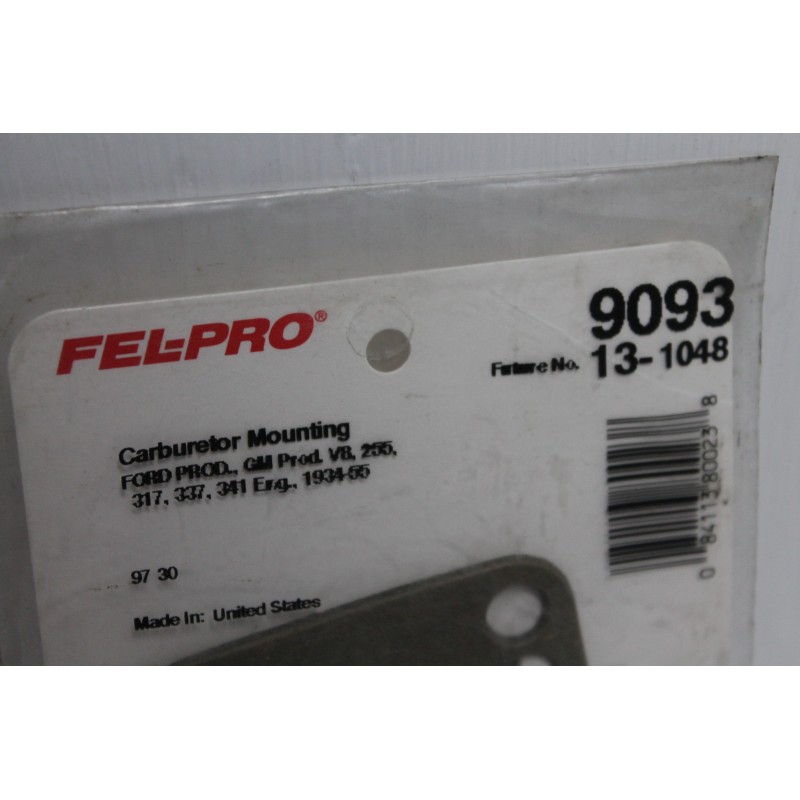 FEL-PRO®
9093
Future No. 13-1048
Carburetor Mounting
FORD PROD., GM Prod. V8, 255,
317, 337, 341 Eng., 1934-55
97 30
Made In: United States
0 84113 80023 8